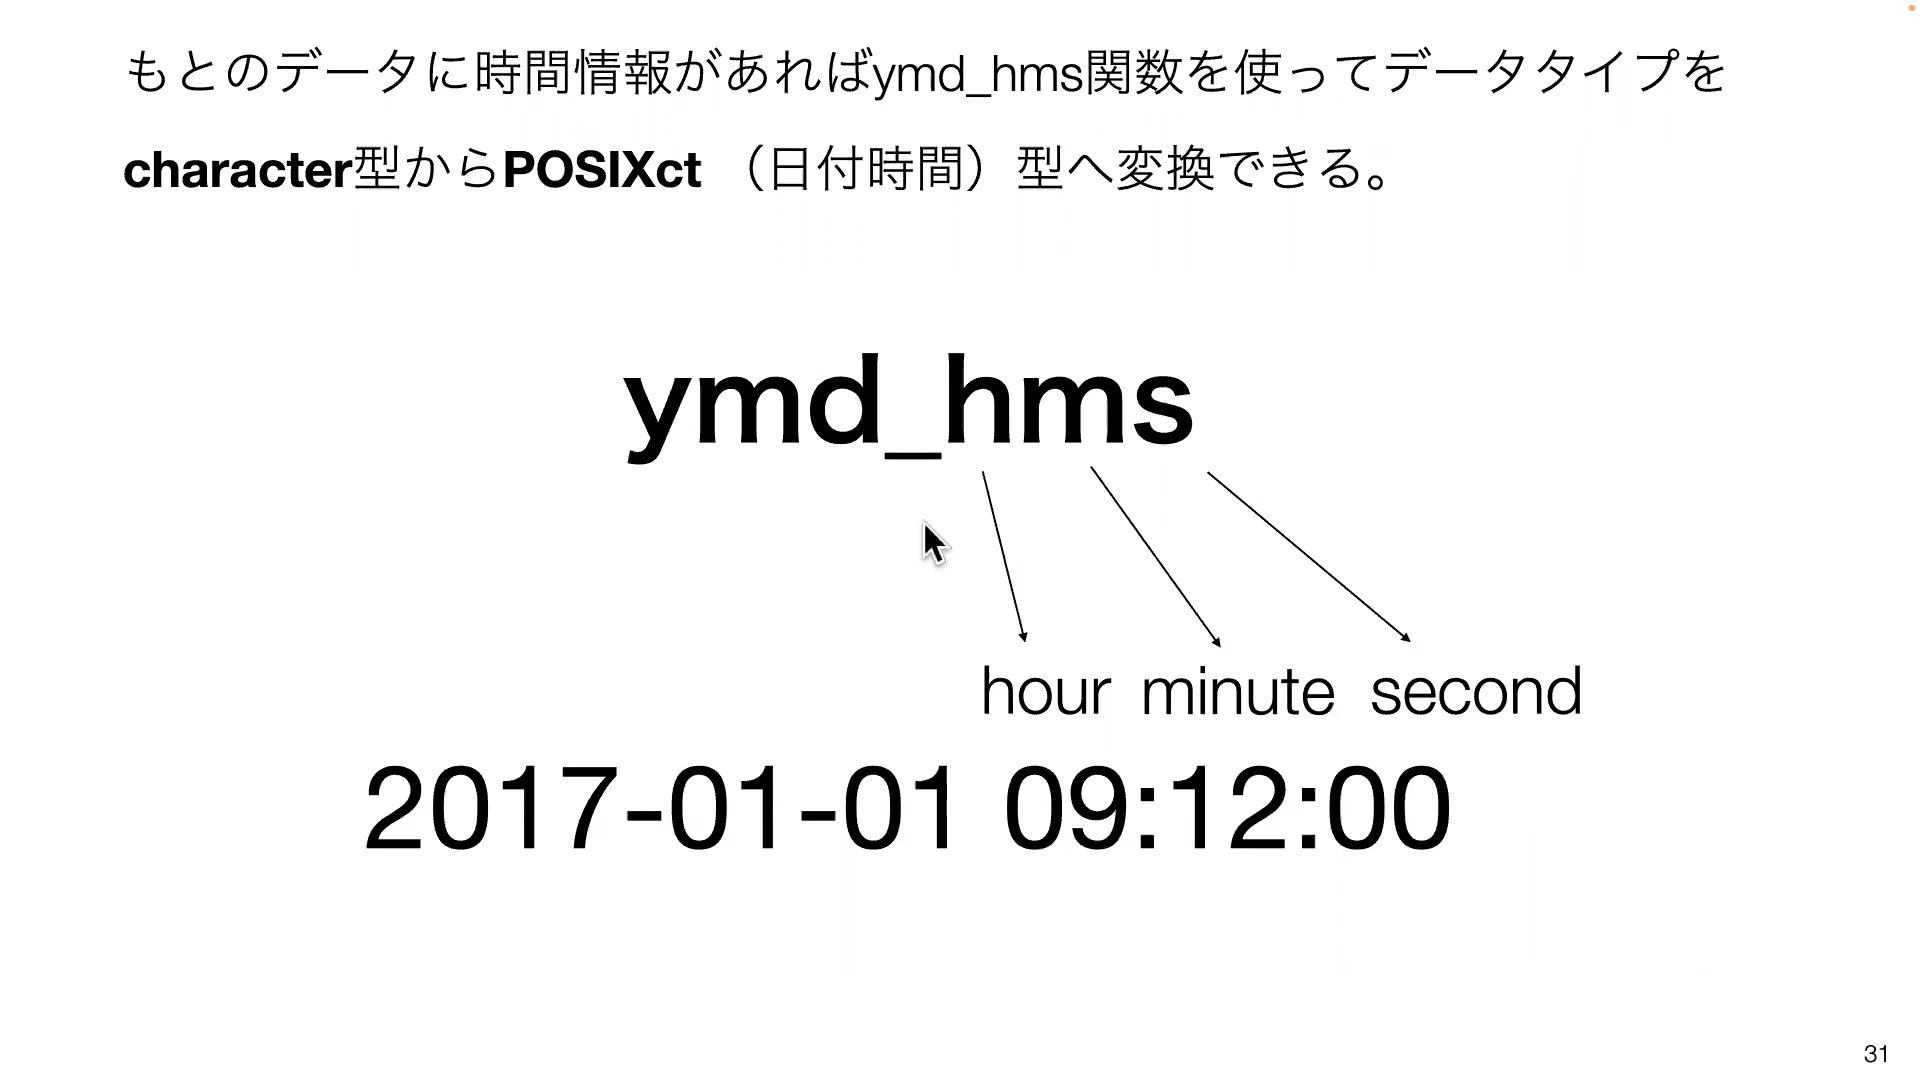 もとのデータに時間情報があればymd_hms関数を使ってデータタイプを
character型からPOSIXct （日付時間）型へ変換できる。
ymd_hms
hour minute second
2017-01-01 09:12:00
31